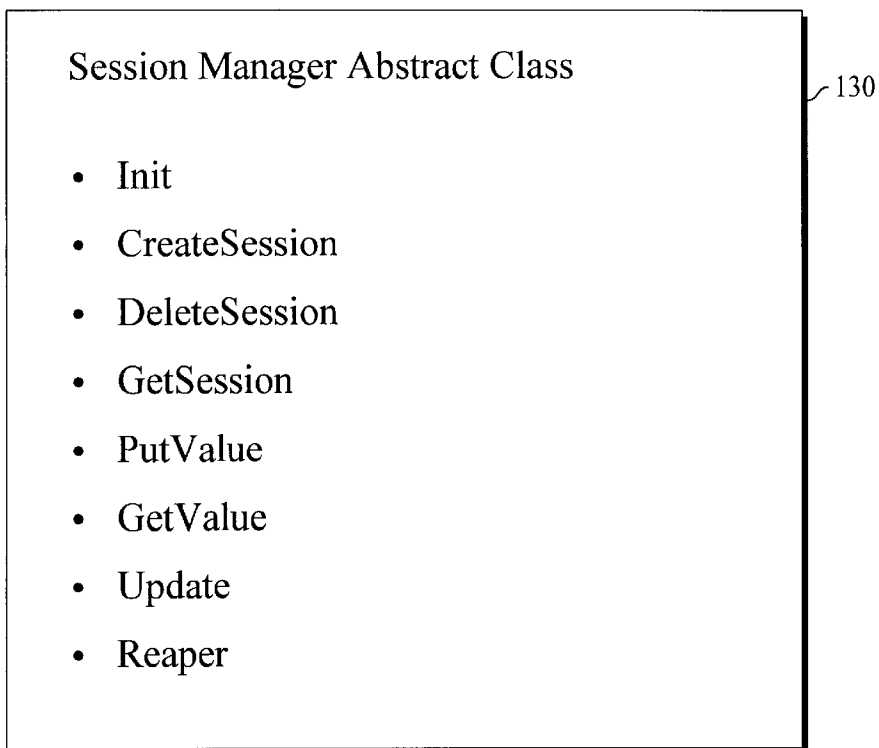 Session Manager Abstract Class
130
• Init
• CreateSession
• DeleteSession
• GetSession
• PutValue
• GetValue
• Update
• Reaper